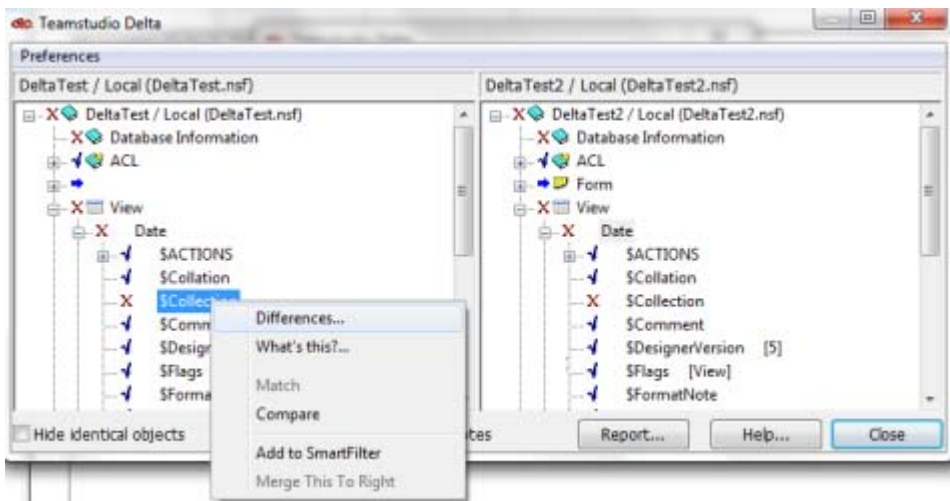 Teamstudio Delta
Preferences
DeltaTest / Local (DeltaTest.nsf)
DeltaTest / Local (DeltaTest.nsf)
Database Information
ACL
View
Date
$ACTIONS
$Collation
$Collection
$Comm
$Design
$Flags
$Forma
Hide identical objects
Differences...
What's this?...
Match
Compare
Add to SmartFilter
Merge This To Right
DeltaTest2 / Local (DeltaTest2.nsf)
DeltaTest2 / Local (DeltaTest2.nsf)
Database Information
ACL
Form
View
Date
$ACTIONS
$Collation
$Collection
$Comment
$DesignerVersion [5]
$Flags [View]
$FormatNote
Report...
Help...
Close